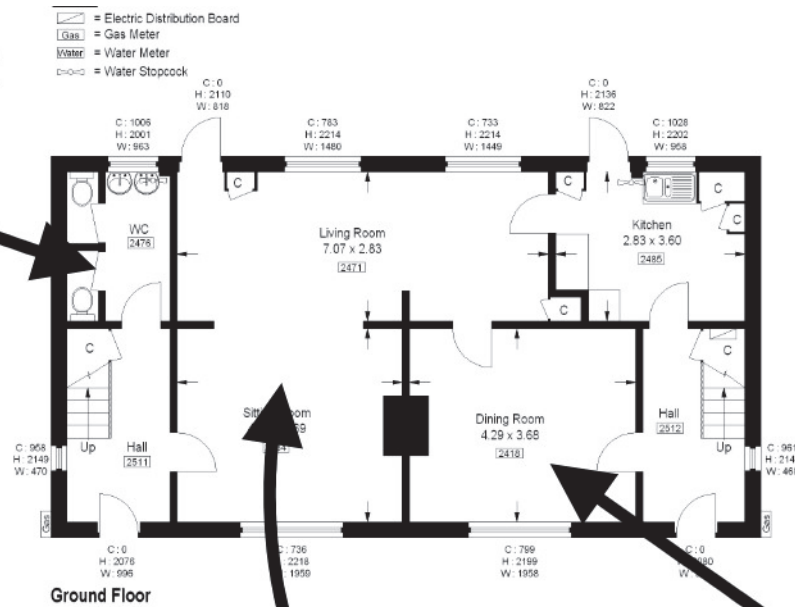 = Electric Distribution Board
Gas = Gas Meter
Water = Water Meter
= Water Stopcock
C : 0
H : 2110
W : 818
C : 0
H : 2136
W : 822
C : 1006
H : 2001
W : 963
C : 783
H : 2214
W : 1480
C : 733
H : 2214
W : 1449
C : 1028
H : 2202
W : 958
C
C
C
C
WC
2476
Living Room
7.07 x 2.83
2471
Kitchen
2.83 x 3.60
2485
C
C
C
Dining Room
4.29 x 3.68
2418
Hall
2512
Up
Up
Hall
2511
C : 958
H : 2149
W : 470
Gas
Gas
C : 0
H : 2076
W : 996
736
2218
1959
C : 799
H : 2199
W : 1958
C : 0
Ground Floor